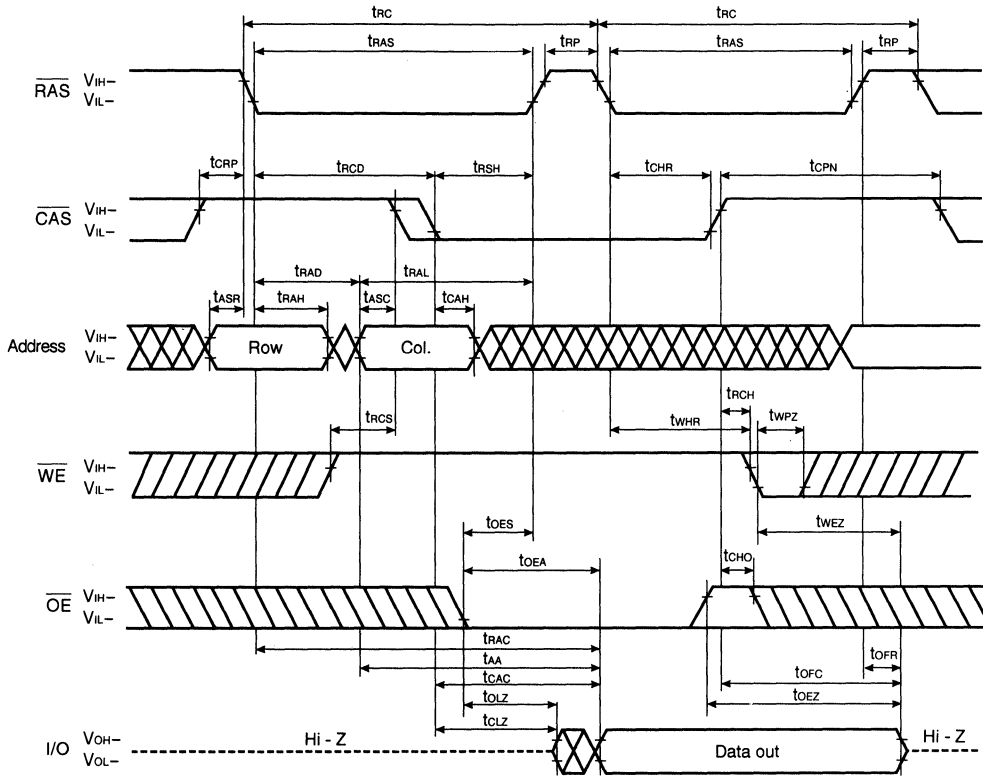 tRC tRC
tRAS tRP tRAS tRP
RAS VIH–
VIL–
tCRP tRCD tRSH tCHR tCPN
CAS VIH–
VIL–
tRAD tRAL
tASR tRAH tASC tCAH
Address VIH–
VIL–
Row Col.
tRCS tWHR tRCH tWPZ
WE VIH–
VIL–
tOES tWEZ
tOEA tCHO
OE VIH–
VIL–
tRAC
tAA tOFR
tCAC tOFC
tOLZ tOEZ
tCLZ
I/O VOH–
VOL–
Hi - Z Data out Hi - Z